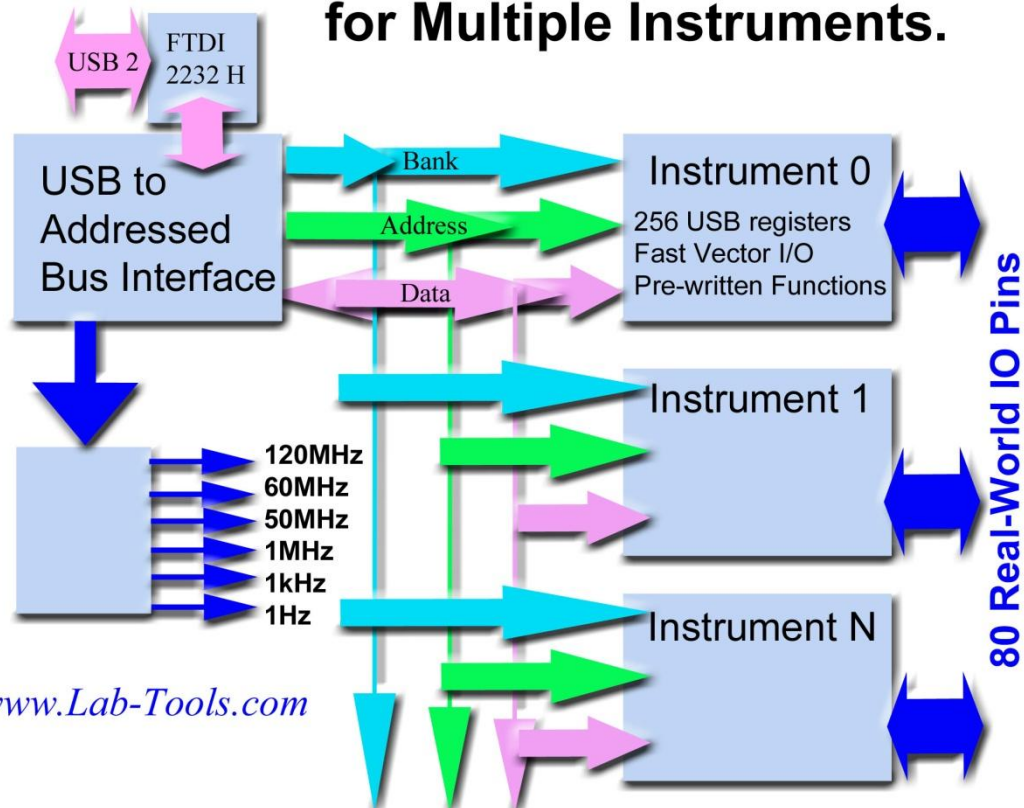 for Multiple Instruments.
USB 2
FTDI
2232 H
USB to
Addressed
Bus Interface
Bank
Address
Data
Instrument 0
256 USB registers
Fast Vector I/O
Pre-written Functions
Instrument 1
Instrument N
80 Real-World IO Pins
120MHz
60MHz
50MHz
1MHz
1kHz
1Hz
www.Lab-Tools.com